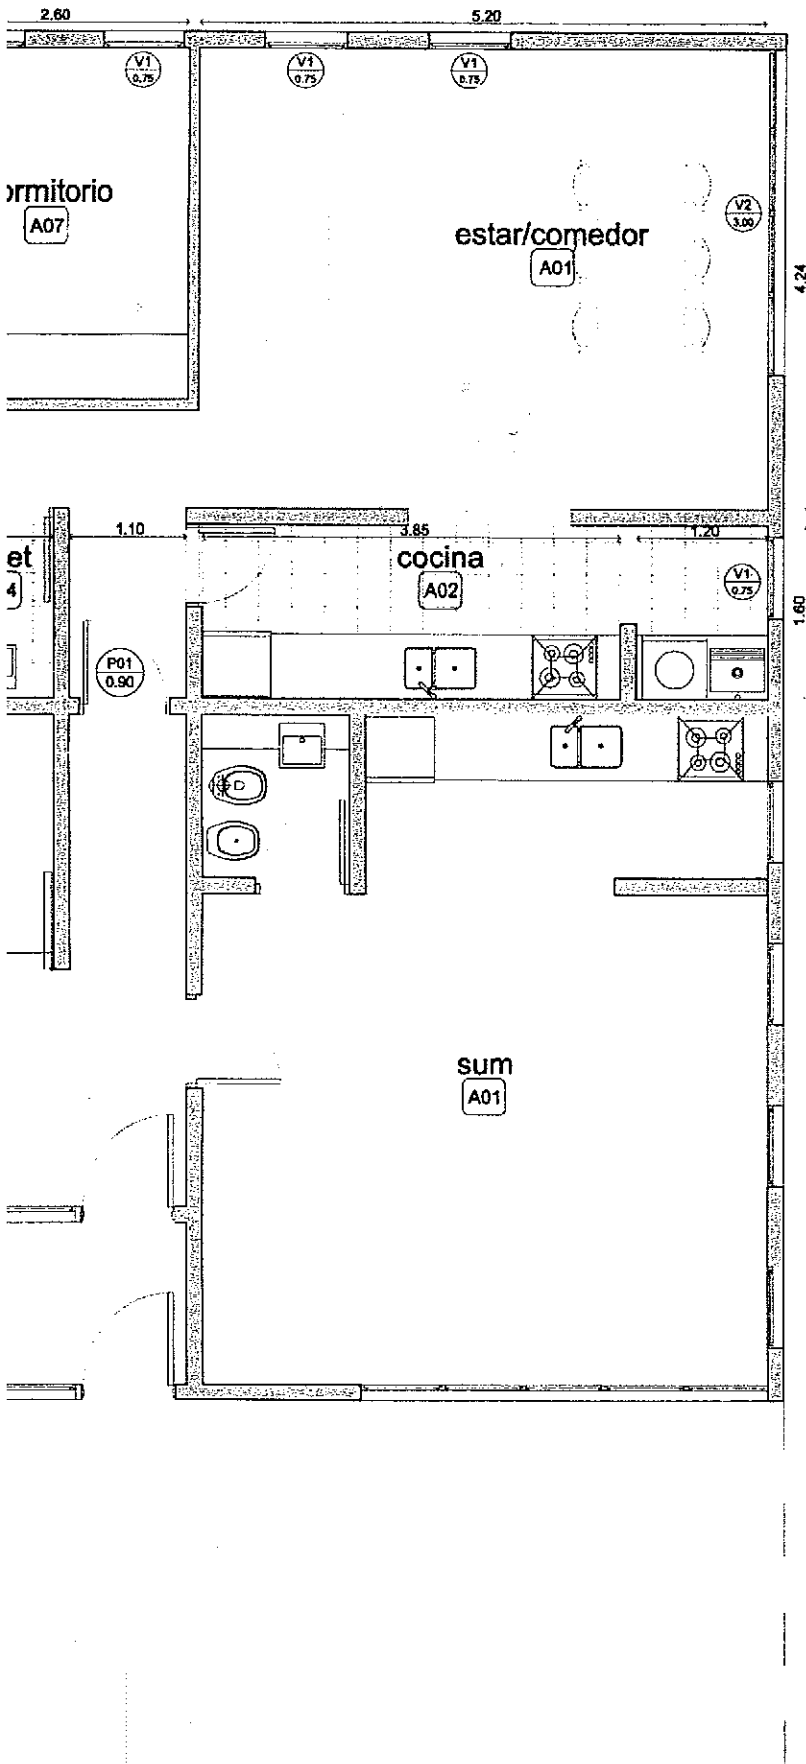 2.60 5.20
V1 V1 V1
0.75 0.75 0.75
ormitorio
A07
V2
3.00
estar/comedor
A01
4.24
1.10 3.85 1.20
et
4
cocina
A02
V1
0.75
1.60
P01
0.90
sum
A01